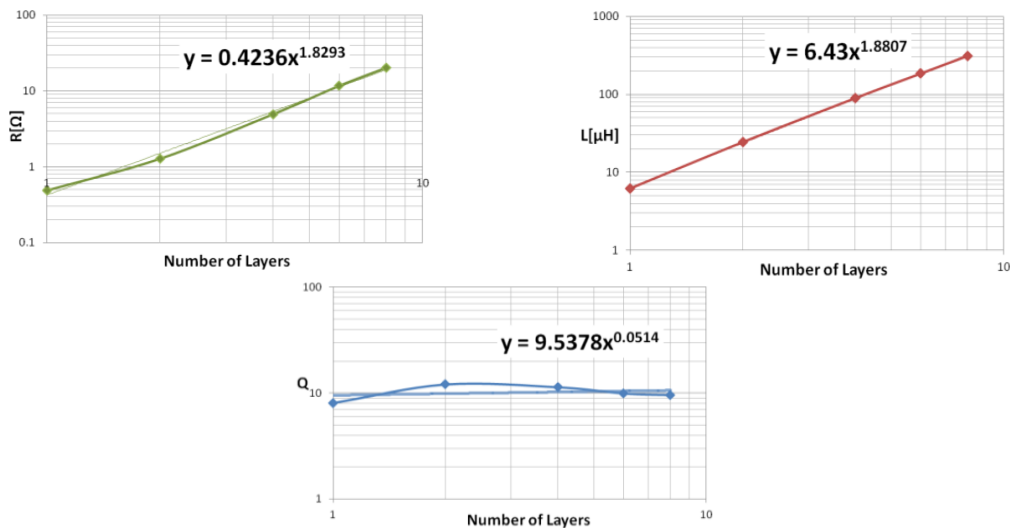 100
y = 0.4236x^1.8293
10
R[Ω]
1
1
10
0.1
Number of Layers
1000
y = 6.43x^1.8807
100
L[µH]
10
1
1
10
Number of Layers
100
y = 9.5378x^0.0514
Q
10
1
1
10
Number of Layers